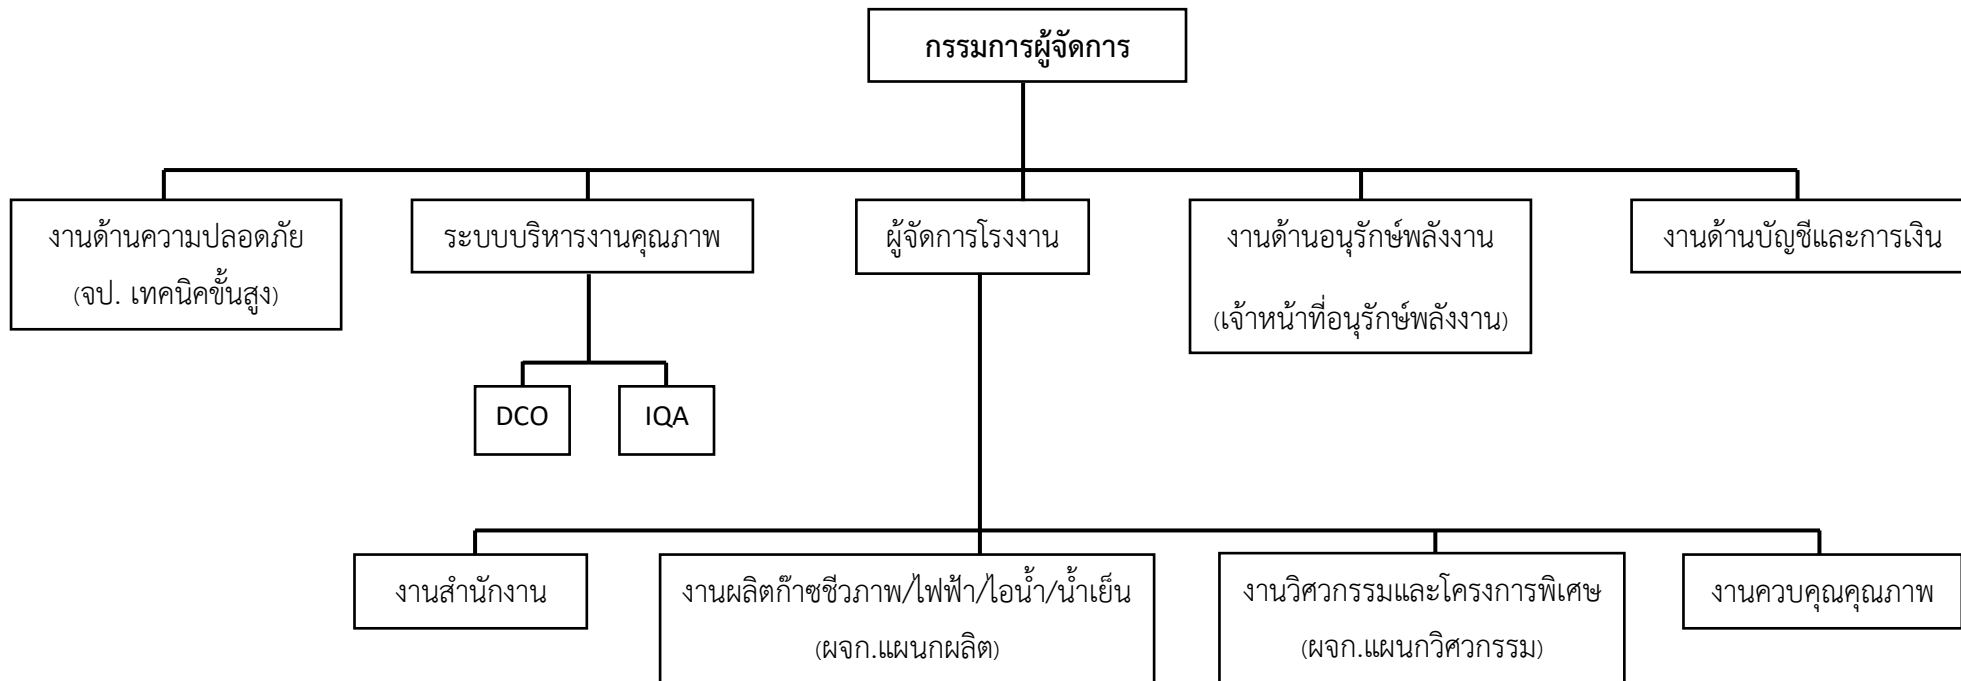 กรรมการผู้จัดการ
งานด้านความปลอดภัย
(จป. เทคนิคขั้นสูง)
ระบบบริหารงานคุณภาพ
ผู้จัดการโรงงาน
งานด้านอนุรักษ์พลังงาน
(เจ้าหน้าที่อนุรักษ์พลังงาน)
งานด้านบัญชีและการเงิน
DCO
IQA
งานสำนักงาน
งานผลิตก๊าซชีวภาพ/ไฟฟ้า/ไอน้ำ/น้ำเย็น
(ผจก.แผนกผลิต)
งานวิศวกรรมและโครงการพิเศษ
(ผจก.แผนกวิศวกรรม)
งานควบคุณคุณภาพ